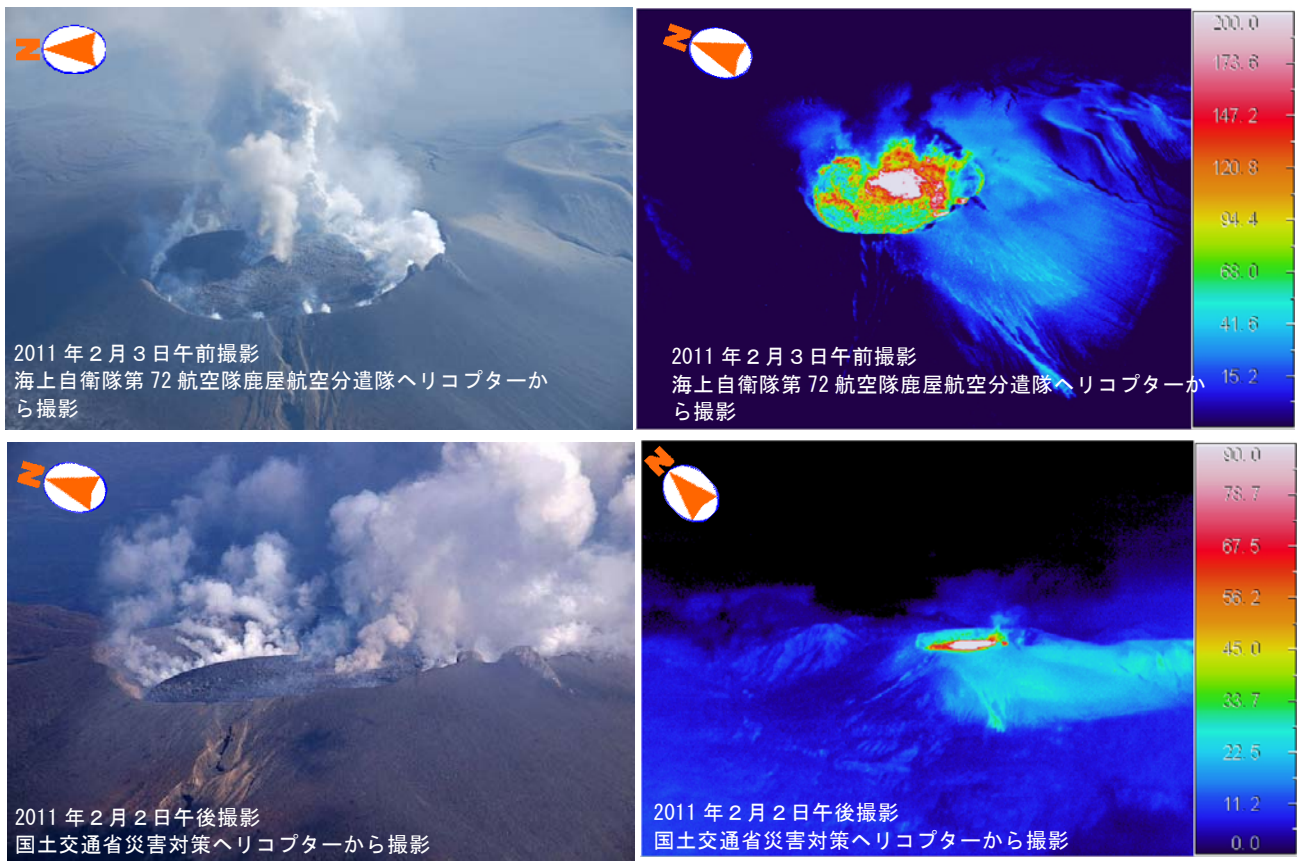 N
2011年2月3日午前撮影
海上自衛隊第72航空隊鹿屋航空分遣隊ヘリコプターか
ら撮影
N
2011年2月3日午前撮影
海上自衛隊第72航空隊鹿屋航空分遣隊ヘリコプターか
ら撮影
200.0
173.6
147.2
120.8
94.4
68.0
41.6
15.2
N
2011年2月2日午後撮影
国土交通省災害対策ヘリコプターから撮影
N
2011年2月2日午後撮影
国土交通省災害対策ヘリコプターから撮影
90.0
78.7
67.5
56.2
45.0
33.7
22.5
11.2
0.0